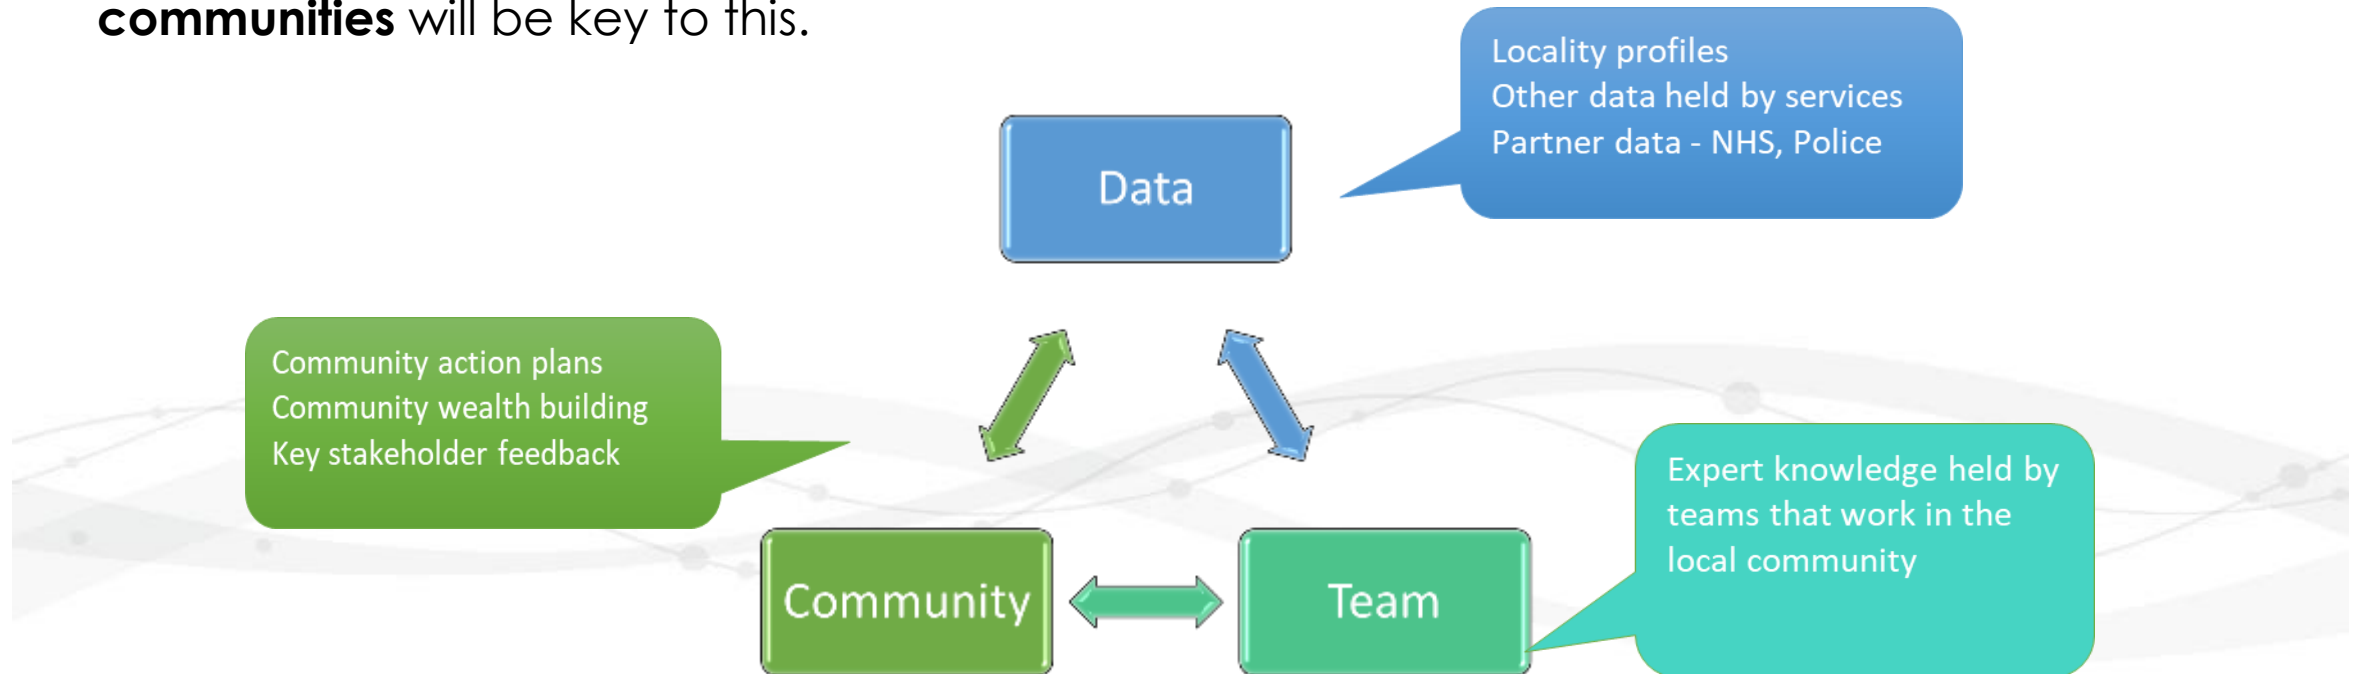 communities will be key to this.
Locality profiles
Other data held by services
Partner data - NHS, Police
Data
Community action plans
Community wealth building
Key stakeholder feedback
Expert knowledge held by
teams that work in the
local community
Community
Team